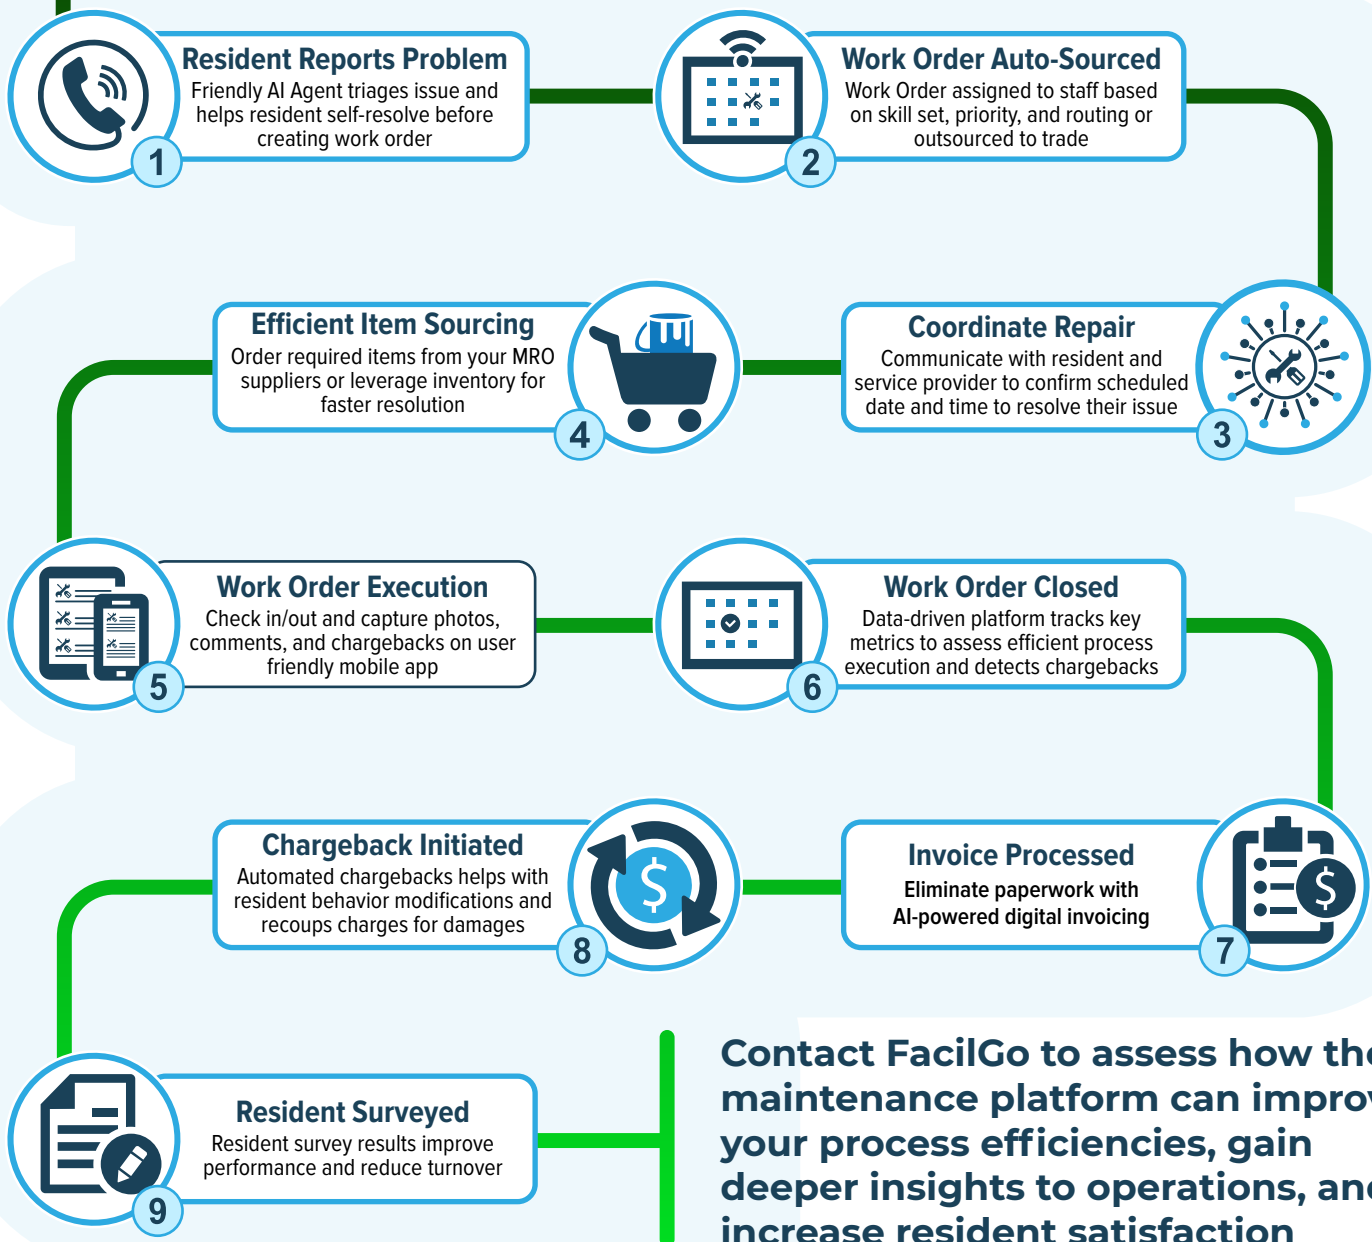 Resident Reports Problem
Friendly AI Agent triages issue and
helps resident self-resolve before
creating work order
1
Work Order Auto-Sourced
Work Order assigned to staff based
on skill set, priority, and routing or
outsourced to trade
2
Coordinate Repair
Communicate with resident and
service provider to confirm scheduled
date and time to resolve their issue
3
Efficient Item Sourcing
Order required items from your MRO
suppliers or leverage inventory for
faster resolution
4
Work Order Execution
Check in/out and capture photos,
comments, and chargebacks on user
friendly mobile app
5
Work Order Closed
Data-driven platform tracks key
metrics to assess efficient process
execution and detects chargebacks
6
Invoice Processed
Eliminate paperwork with
AI-powered digital invoicing
$
7
Chargeback Initiated
Automated chargebacks helps with
resident behavior modifications and
recoups charges for damages
$
8
Resident Surveyed
Resident survey results improve
performance and reduce turnover
9
Contact FacilGo to assess how the
maintenance platform can improv
your process efficiencies, gain
deeper insights to operations, and
increase resident satisfaction